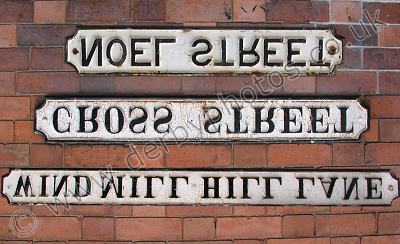 NOEL STREET
CROSS STREET
WIND MILL HILL LANE
© www.derbyphotos.co.uk